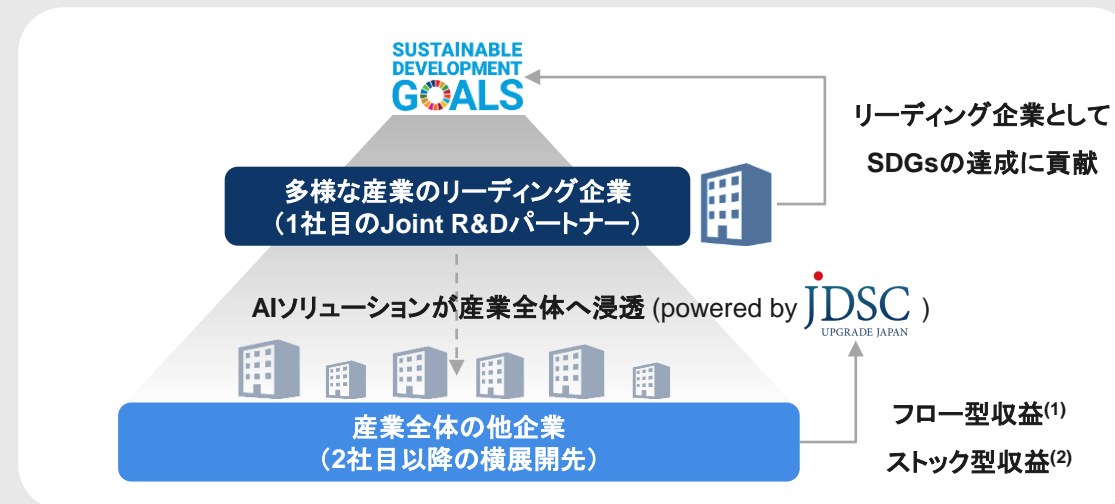 SUSTAINABLE
DEVELOPMENT
GOALS
リーディング企業として
SDGsの達成に貢献
多様な産業のリーディング企業
（1社目のJoint R&Dパートナー）
AIソリューションが産業全体へ浸透 (powered by JDSC )
UPGRADE JAPAN
産業全体の他企業
（2社目以降の横展開先）
フロー型収益(1)
ストック型収益(2)